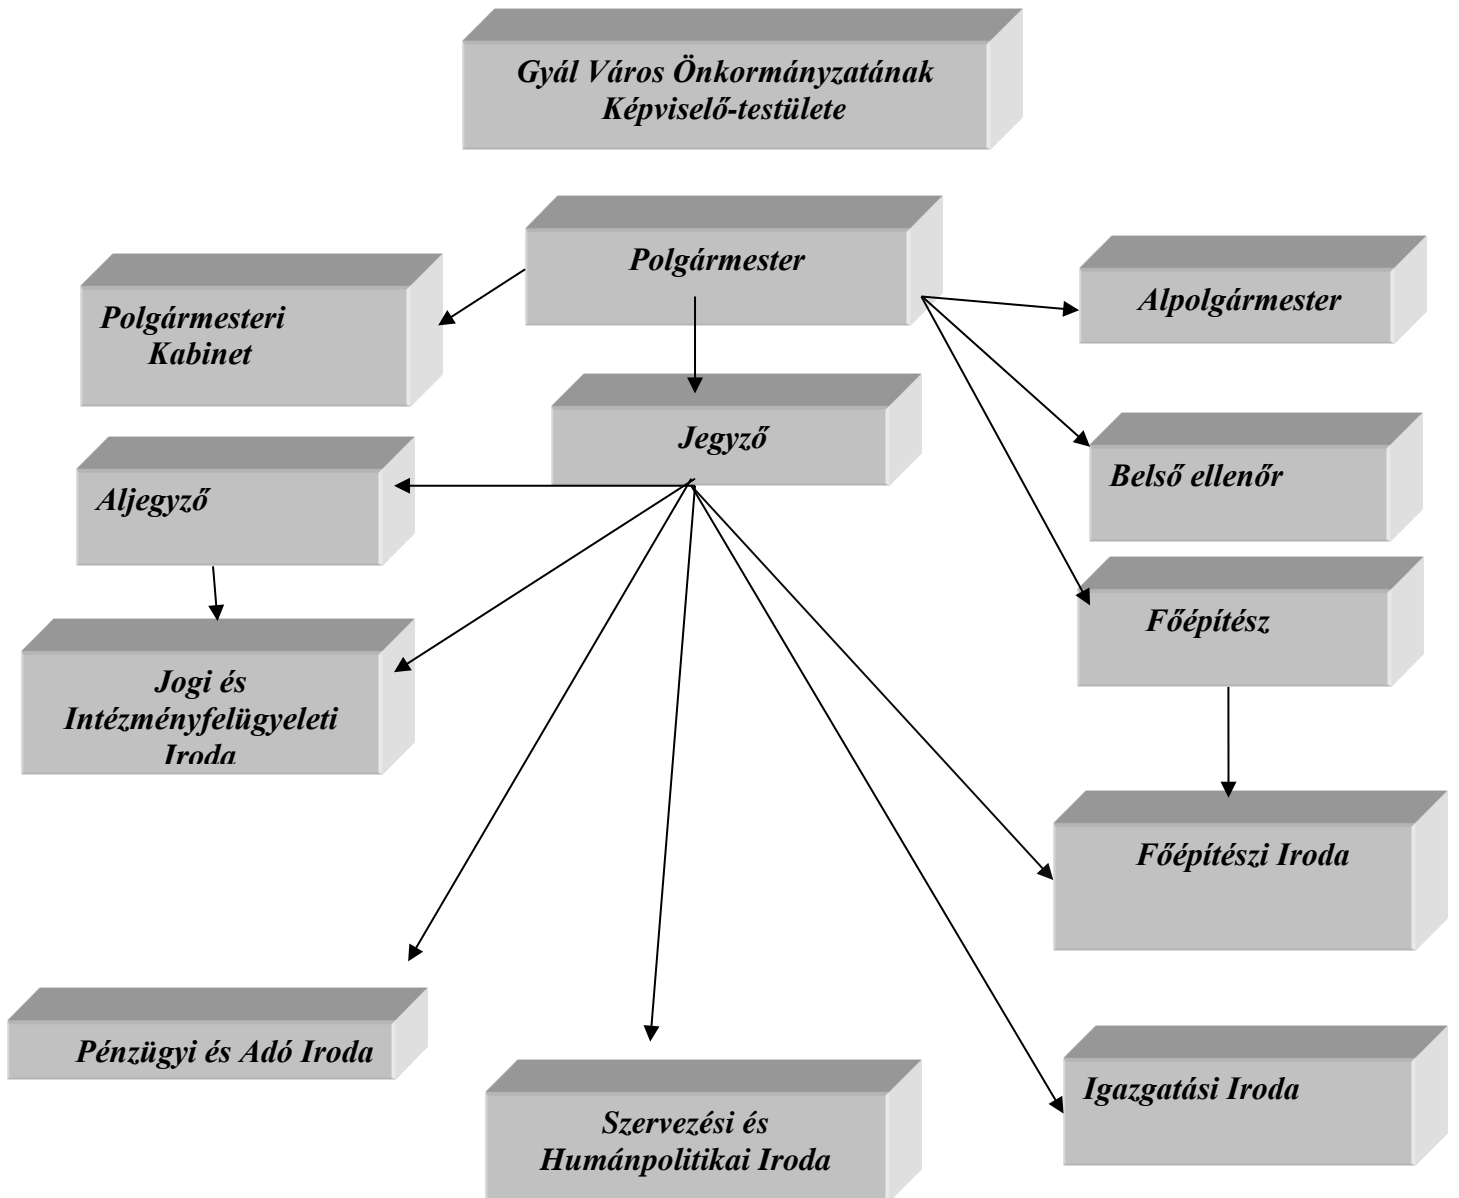 Gyál Város Önkormányzatának
Képviselő-testülete
Polgármester
Polgármesteri
Kabinet
Alpolgármester
Jegyző
Aljegyző
Belső ellenőr
Főépítész
Jogi és
Intézményfelügyeleti
Iroda
Főépítészi Iroda
Pénzügyi és Adó Iroda
Igazgatási Iroda
Szervezési és
Humánpolitikai Iroda